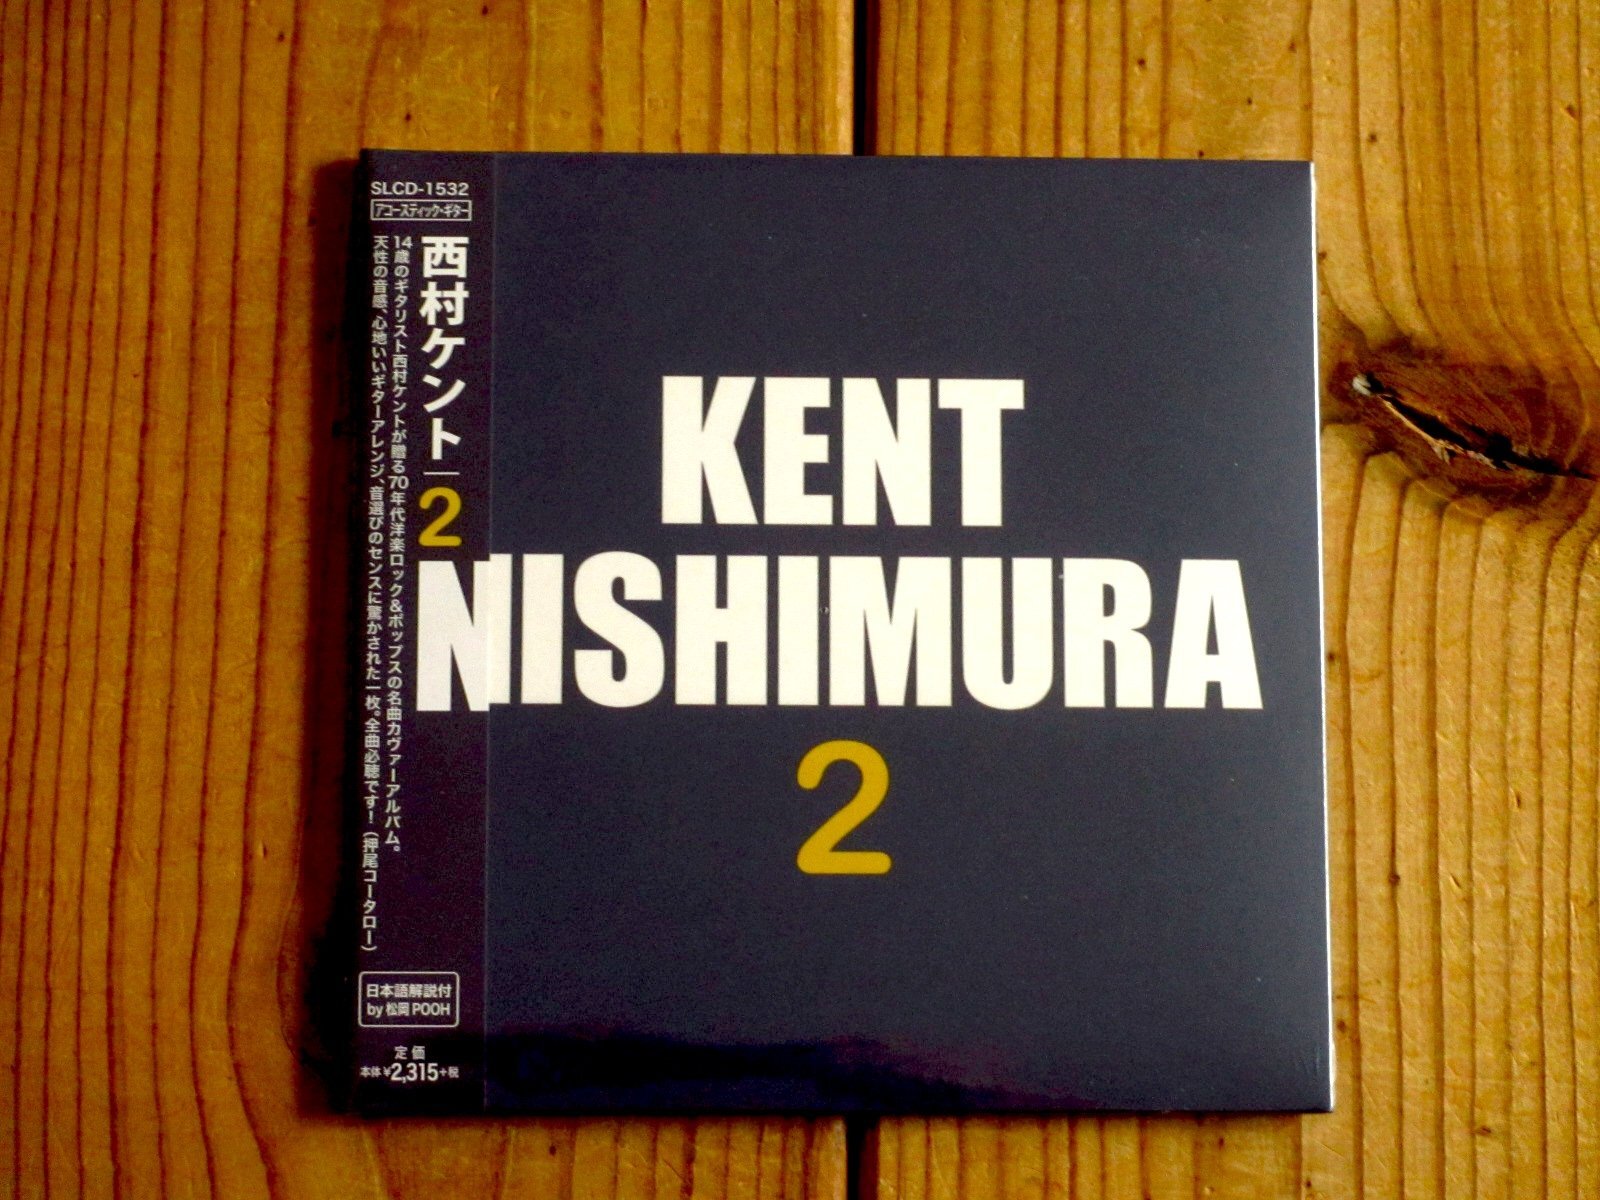 SLCD-1532
アコースティック・ギター
西村ケント｜2
14歳のギタリスト西村ケントが贈る70年代洋楽ロック&ポップスの名曲カヴァーアルバム。
天性の音感、心地いいギターアレンジ、音選びのセンスに驚かされた一枚。全曲必聴です！（押尾コータロー）
日本語解説付
by 松岡 POOH
定価
本体¥2,315+税
KENT
NISHIMURA
2